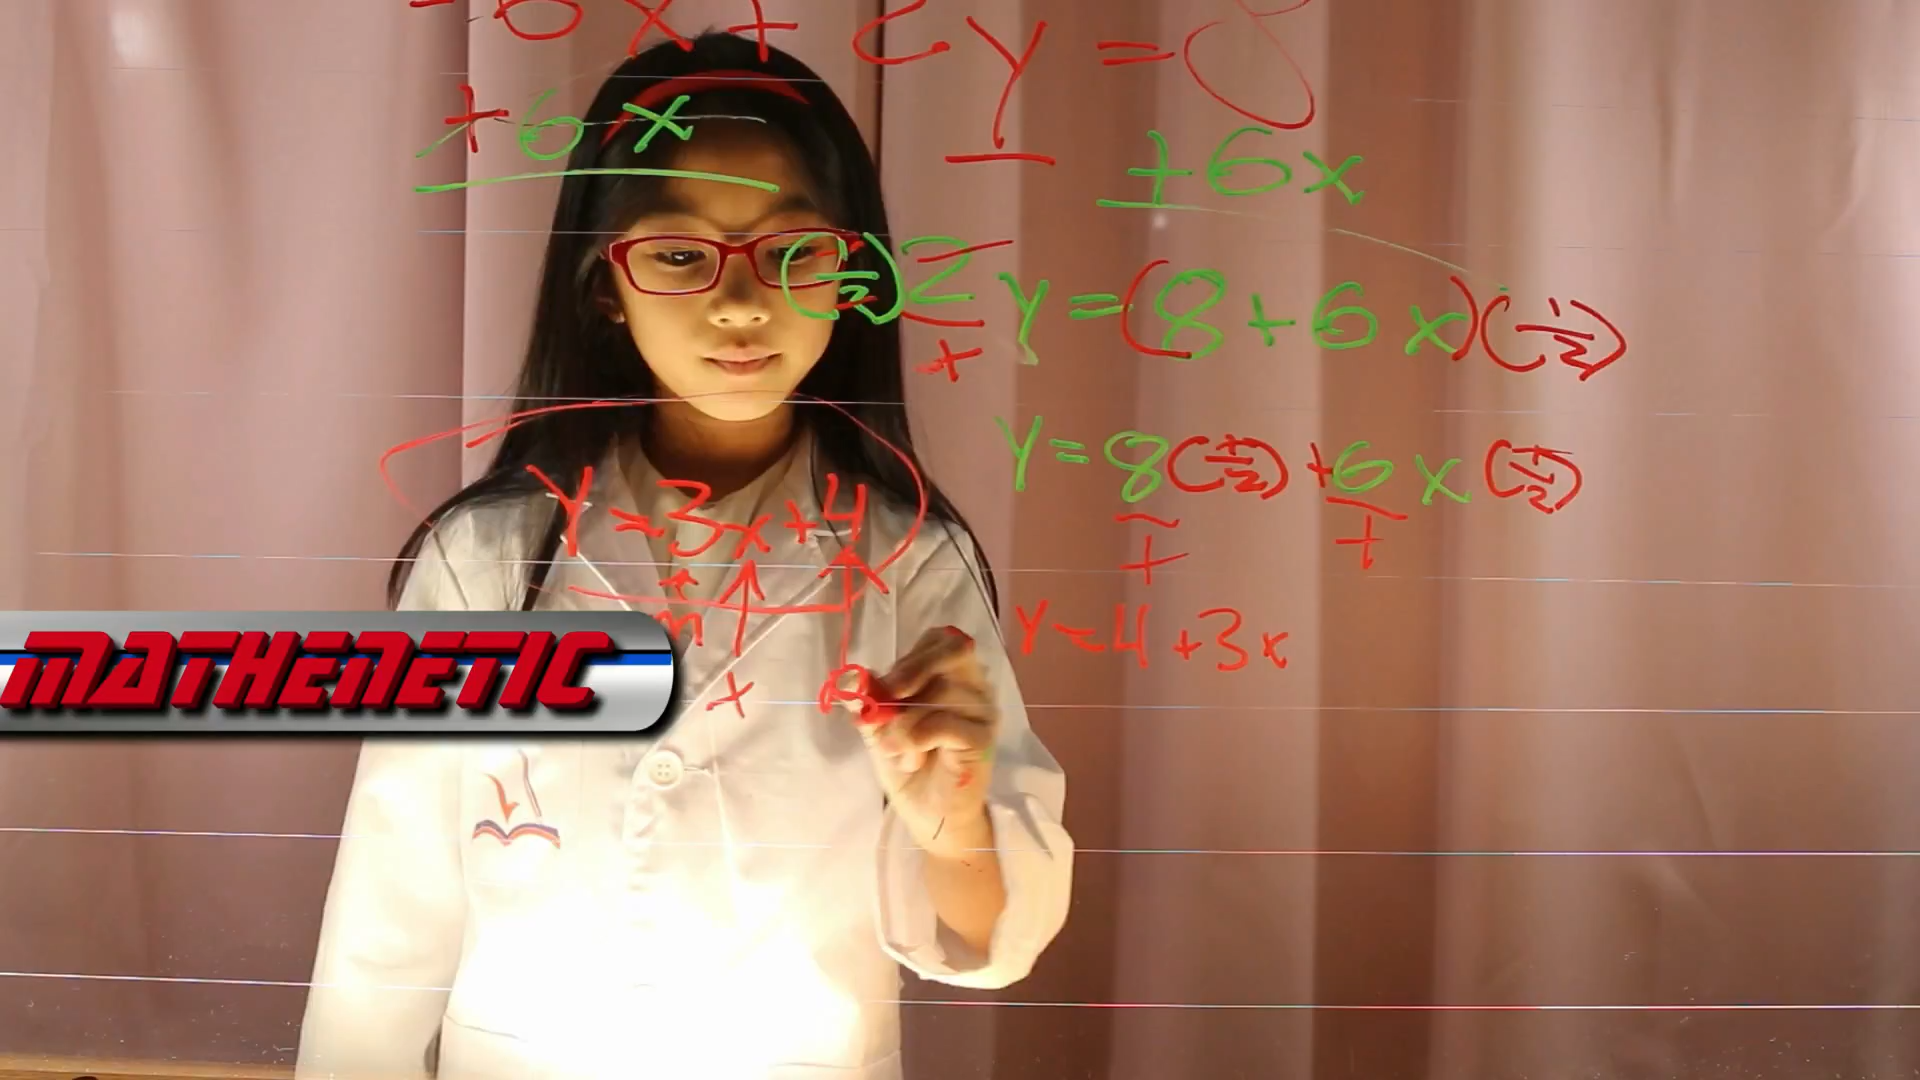 -6x + 2y = 8
+6x +6x
(1/2) 2y = (8 + 6x)(1/2)
y = 8(1/2) + 6x(1/2)
y = 3x + 4
m
x B
y = 4 + 3x
MATHENETIC